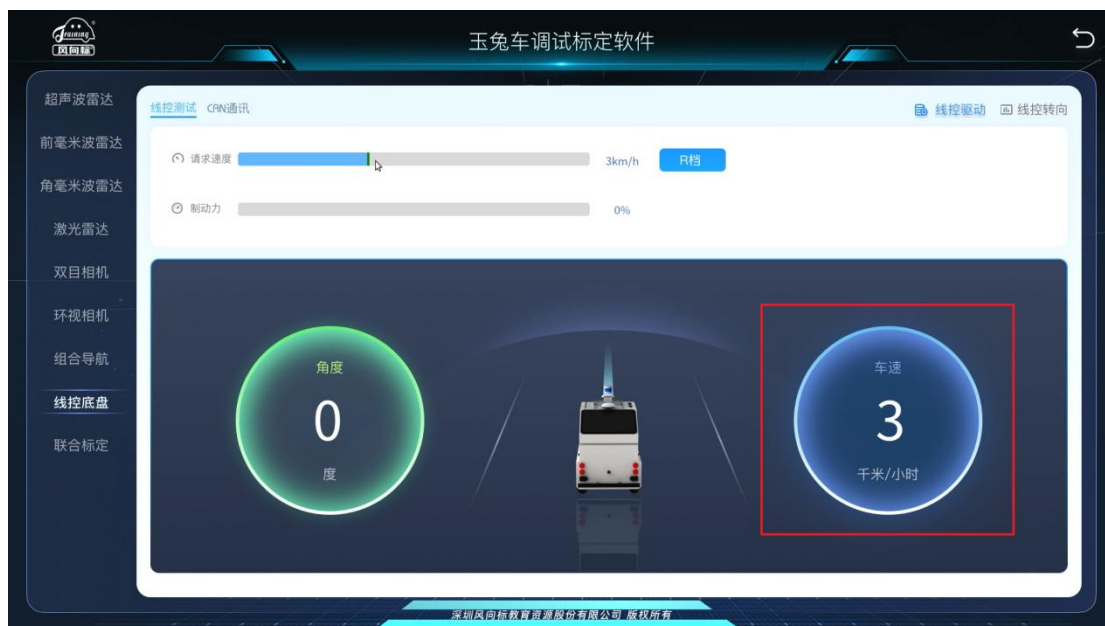 风向标
玉兔车调试标定软件
超声波雷达
前毫米波雷达
角毫米波雷达
激光雷达
双目相机
环视相机
组合导航
线控底盘
联合标定
线控测试 CAN通讯
线控驱动 线控转向
请求速度 3km/h R档
制动力 0%
角度
0
度
车速
3
千米/小时
深圳风向标教育资源股份有限公司 版权所有